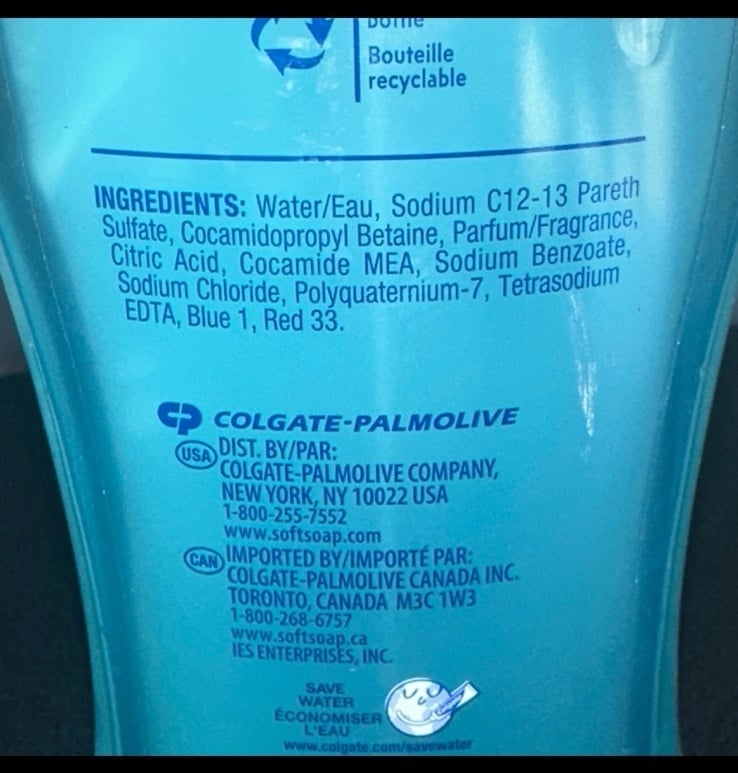 Bouteille
recyclable
INGREDIENTS: Water/Eau, Sodium C12-13 Pareth
Sulfate, Cocamidopropyl Betaine, Parfum/Fragrance,
Citric Acid, Cocamide MEA, Sodium Benzoate,
Sodium Chloride, Polyquaternium-7, Tetrasodium
EDTA, Blue 1, Red 33.
CP COLGATE-PALMOLIVE
USA DIST. BY/PAR:
COLGATE-PALMOLIVE COMPANY,
NEW YORK, NY 10022 USA
1-800-255-7552
www.softsoap.com
CAN IMPORTED BY/IMPORTÉ PAR:
COLGATE-PALMOLIVE CANADA INC.
TORONTO, CANADA M3C 1W3
1-800-268-6757
www.softsoap.ca
IES ENTERPRISES, INC.
SAVE
WATER
ÉCONOMISER
L'EAU
www.colgate.com/savewater